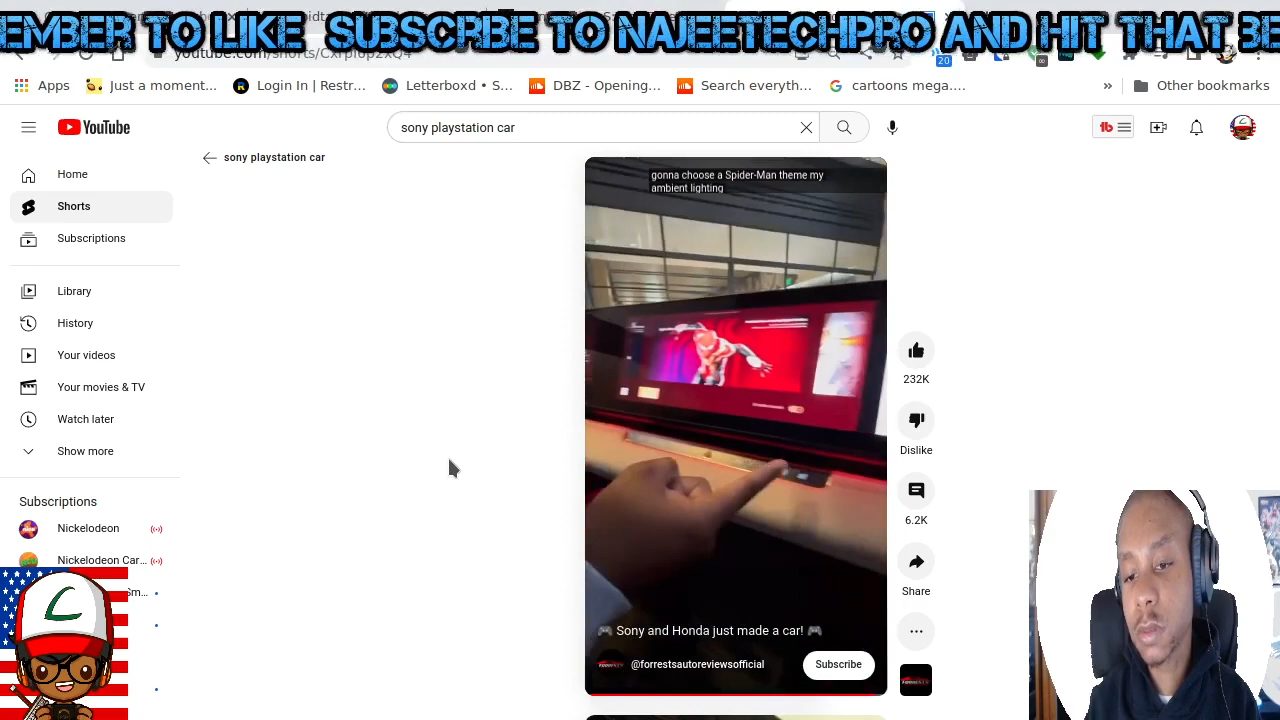 EMBER TO LIKE SUBSCRIBE TO NAJEETECHPRO AND HIT THAT BE
20
Apps
Just a moment...
Login In | Restr...
Letterboxd • S...
DBZ - Opening...
Search everyth...
cartoons mega....
»
Other bookmarks
YouTube
sony playstation car
sony playstation car
Home
Shorts
Subscriptions
Library
History
Your videos
Your movies & TV
Watch later
Show more
Subscriptions
Nickelodeon
Nickelodeon Car...
gonna choose a Spider-Man theme my
ambient lighting
🎮 Sony and Honda just made a car! 🎮
@forrestsautoreviewsofficial
Subscribe
232K
Dislike
6.2K
Share